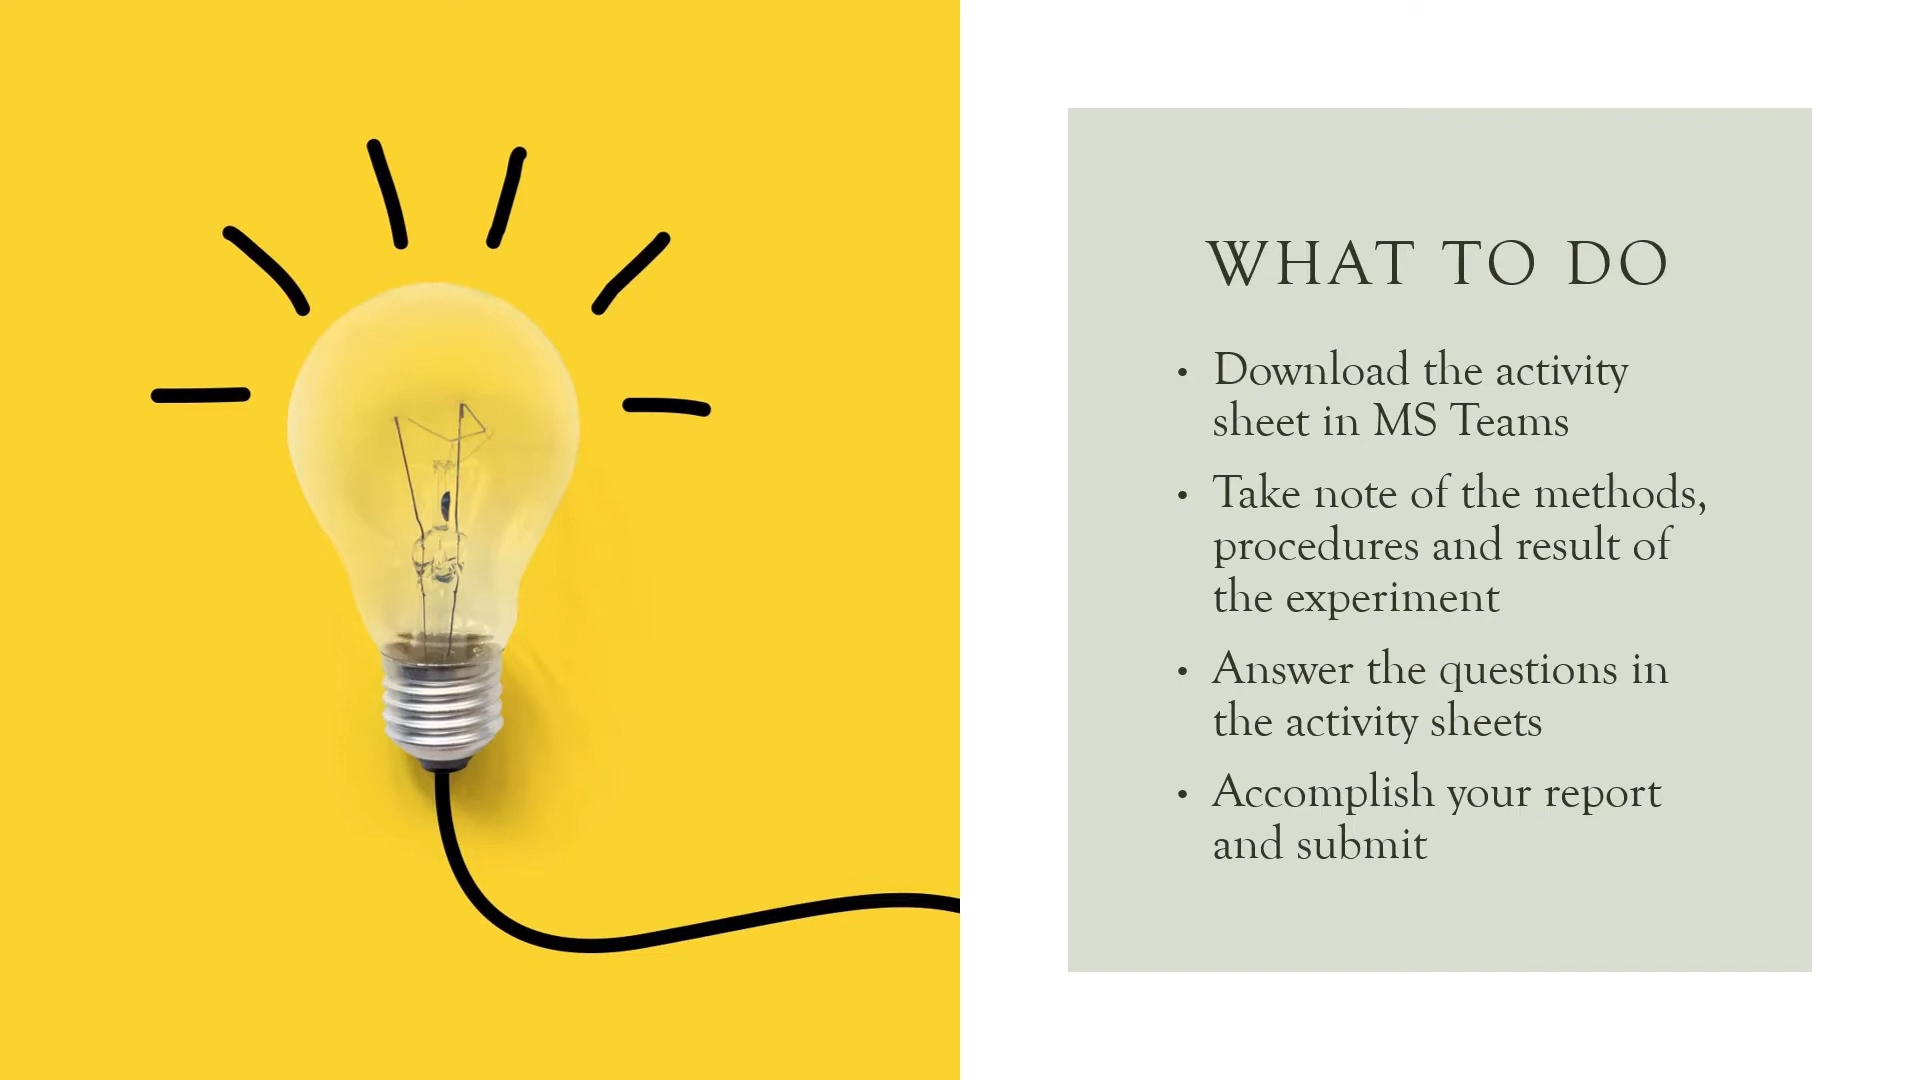 WHAT TO DO
• Download the activity
sheet in MS Teams
• Take note of the methods,
procedures and result of
the experiment
• Answer the questions in
the activity sheets
• Accomplish your report
and submit